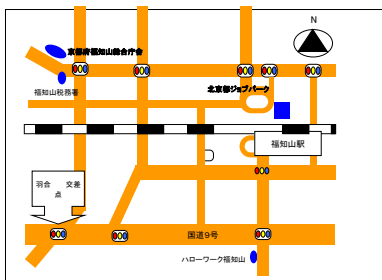 N
京都府福知山総合庁舎
北京都ジョブパーク
福知山税務署
福知山駅
羽合 交差
点
国道9号
ハローワーク福知山